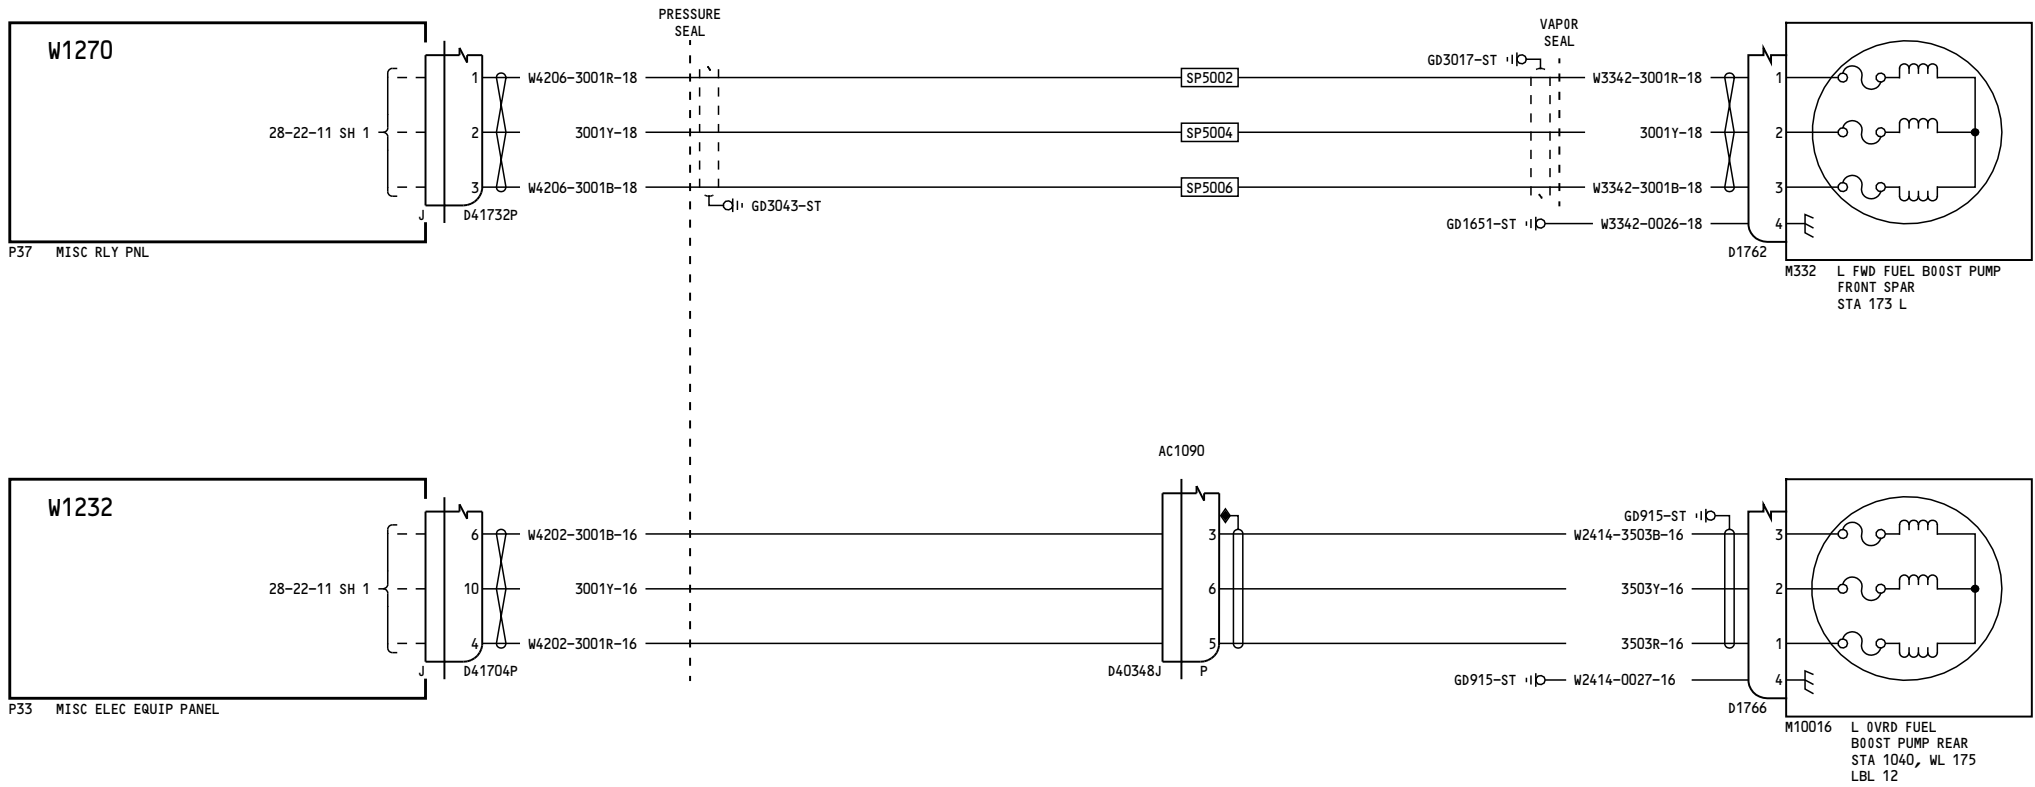 PRESSURE
SEAL
VAPOR
SEAL
W1270
GD3017-ST
1 W4206-3001R-18 SP5002 W3342-3001R-18 1
28-22-11 SH 1 2 3001Y-18 SP5004 3001Y-18 2
3 W4206-3001B-18 SP5006 W3342-3001B-18 3
GD3043-ST
J D41732P
GD1651-ST W3342-0026-18 4
P37 MISC RLY PNL
D1762
M332 L FWD FUEL BOOST PUMP
FRONT SPAR
STA 173 L
AC1090
W1232
GD915-ST
6 W4202-3001B-16 3 W2414-3503B-16 3
28-22-11 SH 1 10 3001Y-16 6 3503Y-16 2
4 W4202-3001R-16 5 3503R-16 1
J D41704P D40348J P
GD915-ST W2414-0027-16 4
P33 MISC ELEC EQUIP PANEL
D1766
M10016 L OVRD FUEL
BOOST PUMP REAR
STA 1040, WL 175
LBL 12